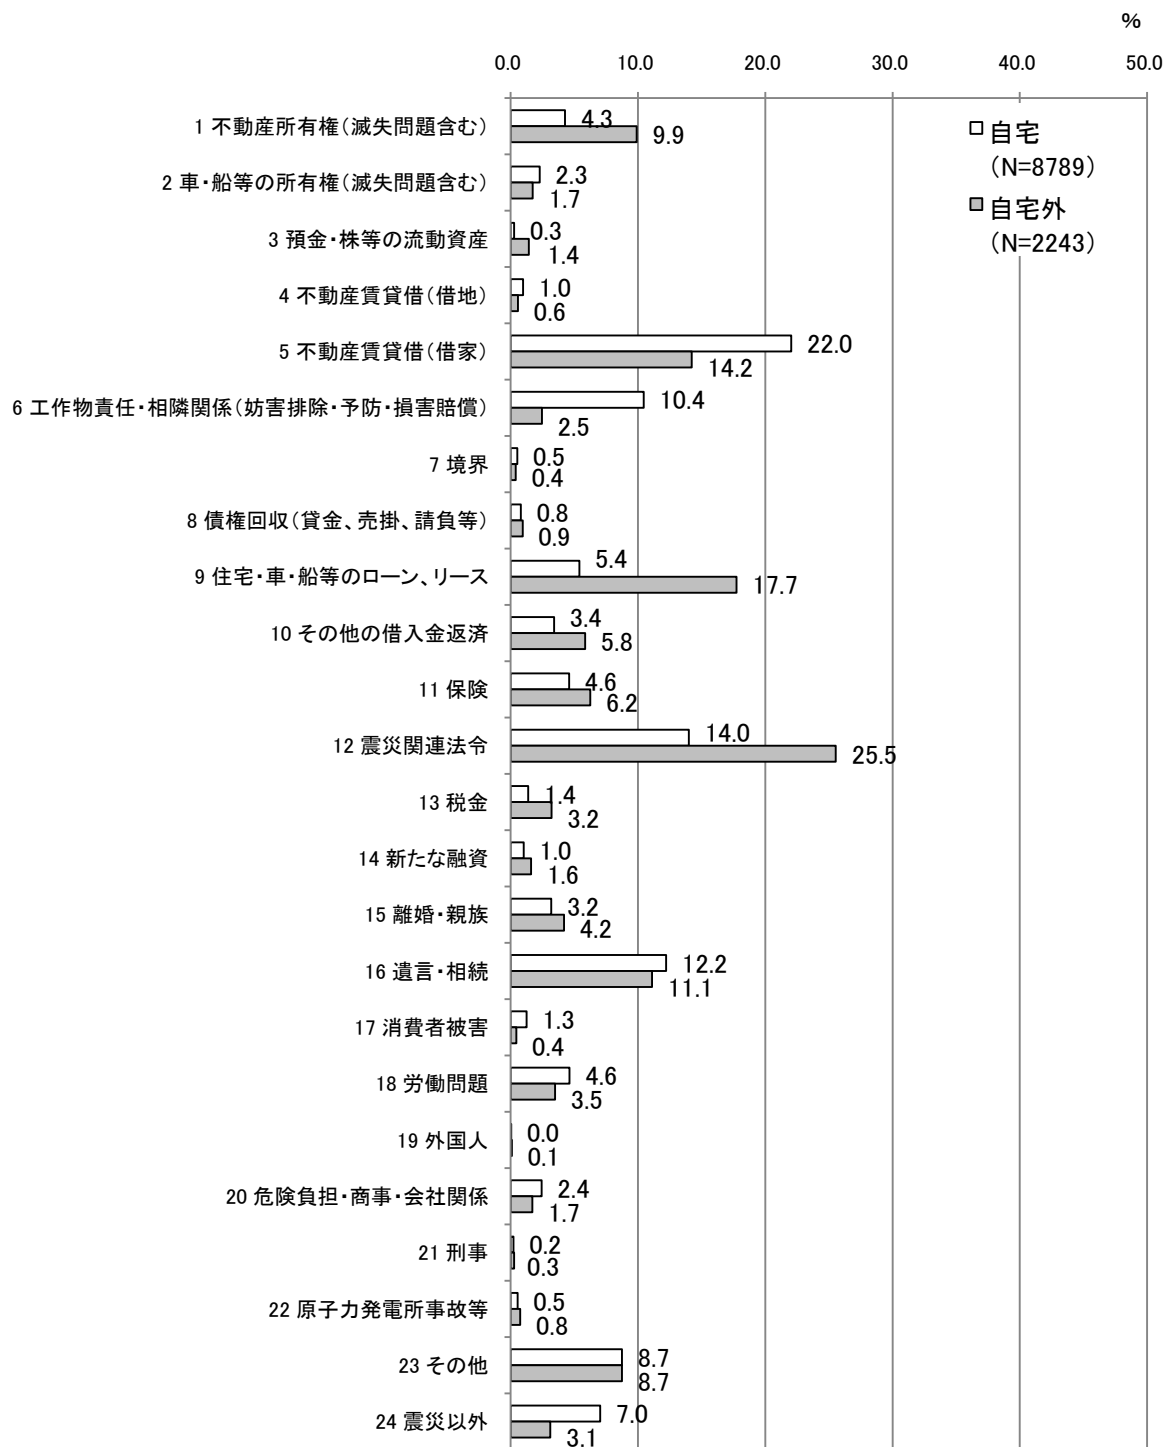 %
0.0 10.0 20.0 30.0 40.0 50.0
1 不動産所有権（滅失問題含む） 4.3
9.9
□自宅
（N=8789）
■自宅外
（N=2243）
2 車・船等の所有権（滅失問題含む） 2.3
1.7
3 預金・株等の流動資産 0.3
1.4
4 不動産賃貸借（借地） 1.0
0.6
5 不動産賃貸借（借家） 22.0
14.2
6 工作物責任・相隣関係（妨害排除・予防・損害賠償） 10.4
2.5
7 境界 0.5
0.4
8 債権回収（貸金、売掛、請負等） 0.8
0.9
9 住宅・車・船等のローン、リース 5.4
17.7
10 その他の借入金返済 3.4
5.8
11 保険 4.6
6.2
12 震災関連法令 14.0
25.5
13 税金 1.4
3.2
14 新たな融資 1.0
1.6
15 離婚・親族 3.2
4.2
16 遺言・相続 12.2
11.1
17 消費者被害 1.3
0.4
18 労働問題 4.6
3.5
19 外国人 0.0
0.1
20 危険負担・商事・会社関係 2.4
1.7
21 刑事 0.2
0.3
22 原子力発電所事故等 0.5
0.8
23 その他 8.7
8.7
24 震災以外 7.0
3.1